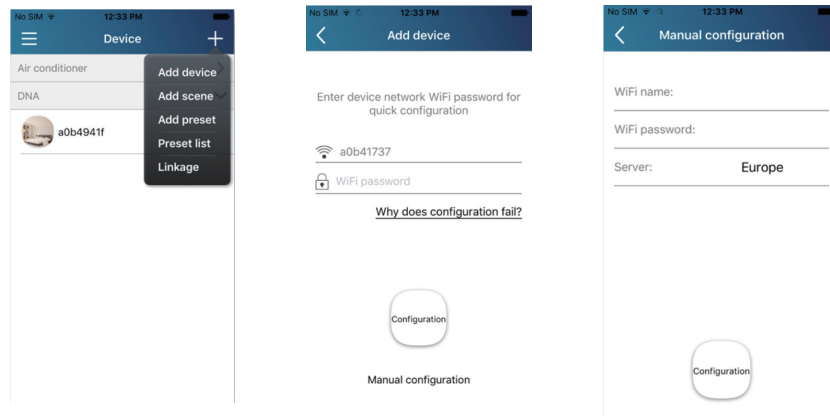 No SIM 12:33 PM
Device +
Air conditioner
DNA
a0b4941f
Add device
Add scene
Add preset
Preset list
Linkage
No SIM 12:33 PM
Add device
Enter device network WiFi password for
quick configuration
a0b41737
WiFi password
Why does configuration fail?
Configuration
Manual configuration
No SIM 12:33 PM
Manual configuration
WiFi name:
WiFi password:
Server: Europe
Configuration